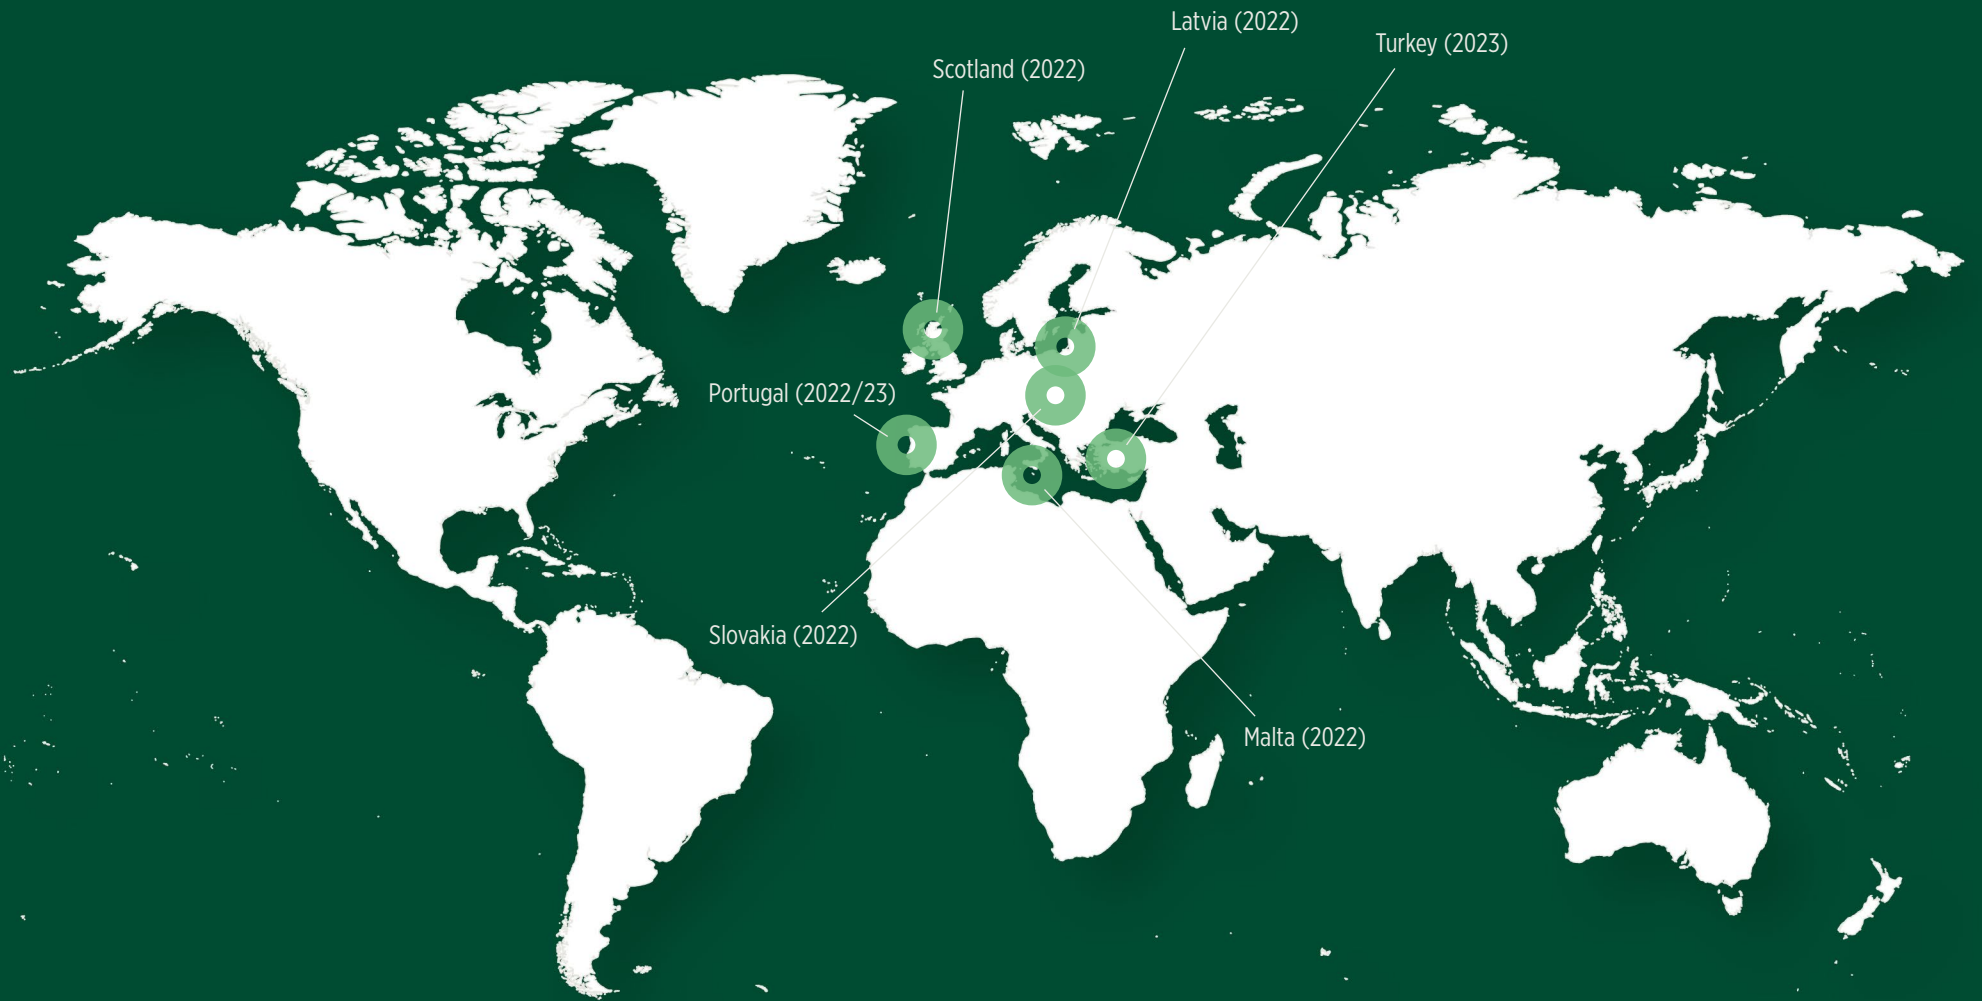 Latvia (2022)
Turkey (2023)
Scotland (2022)
Portugal (2022/23)
Slovakia (2022)
Malta (2022)